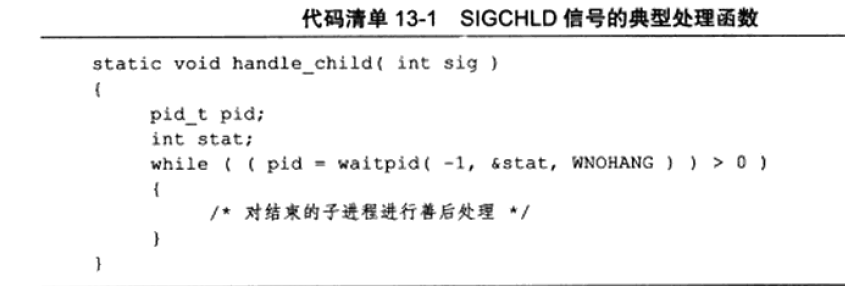 代码清单 13-1 SIGCHLD 信号的典型处理函数
static void handle_child( int sig )
{
pid_t pid;
int stat;
while ( ( pid = waitpid( -1, &stat, WNOHANG ) ) > 0 )
{
/* 对结束的子进程进行善后处理 */
}
}